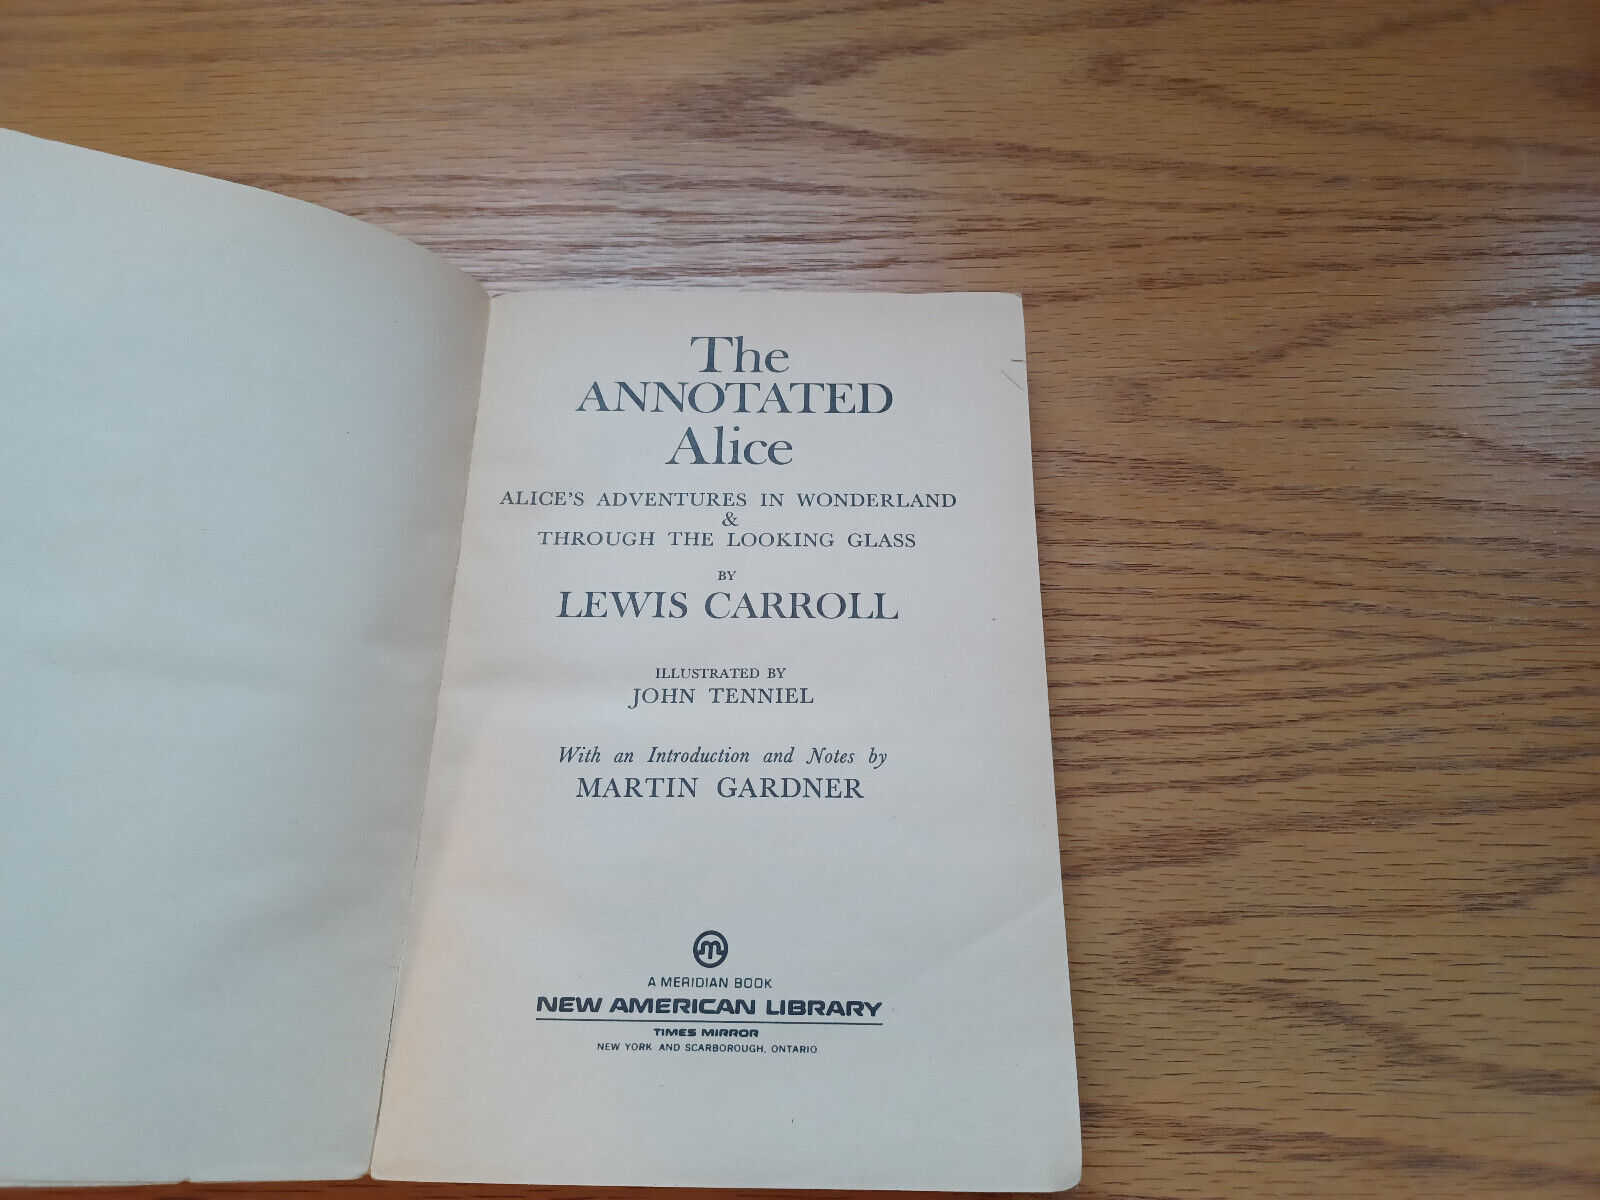 The
ANNOTATED
Alice
ALICE'S ADVENTURES IN WONDERLAND
&
THROUGH THE LOOKING GLASS
BY
LEWIS CARROLL
ILLUSTRATED BY
JOHN TENNIEL
With an Introduction and Notes by
MARTIN GARDNER
m
A MERIDIAN BOOK
NEW AMERICAN LIBRARY
TIMES MIRROR
NEW YORK AND SCARBOROUGH, ONTARIO